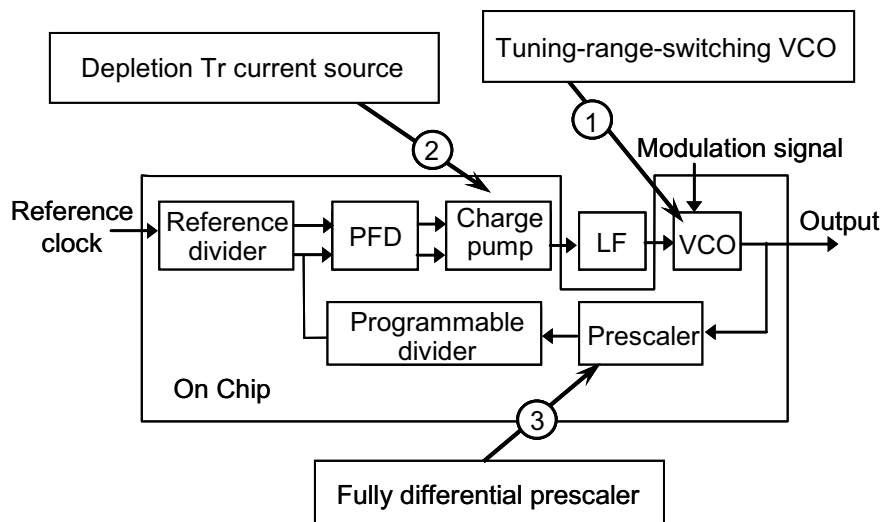 Tuning-range-switching VCO
Depletion Tr current source
1
2
Modulation signal
Reference
clock
Reference
divider
PFD
Charge
pump
LF
VCO
Output
Programmable
divider
Prescaler
On Chip
3
Fully differential prescaler